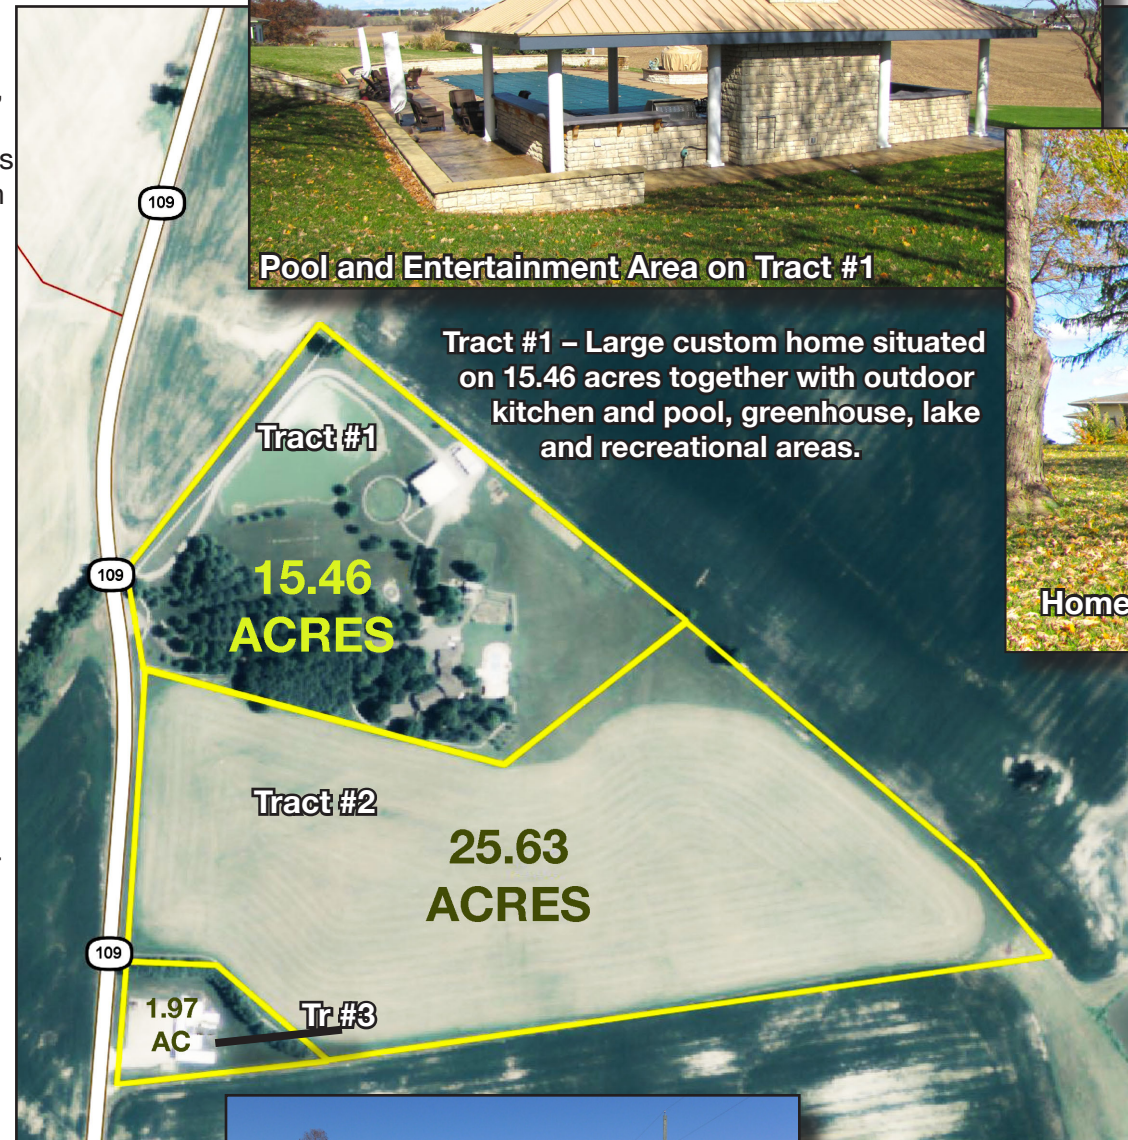 s
109
Pool and Entertainment Area on Tract #1
Tract #1 – Large custom home situated
on 15.46 acres together with outdoor
kitchen and pool, greenhouse, lake
and recreational areas.
Tract #1
109
15.46
ACRES
Home
Tract #2
25.63
ACRES
109
1.97
AC
Tr #3